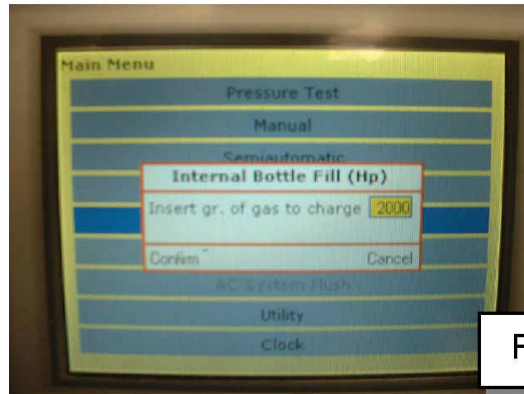 Main Menu
Pressure Test
Manual
Semiautomatic
Internal Bottle Fill (Hp)
Insert gr. of gas to charge 2000
Confirm Cancel
AC System Flush
Utility
Clock
F